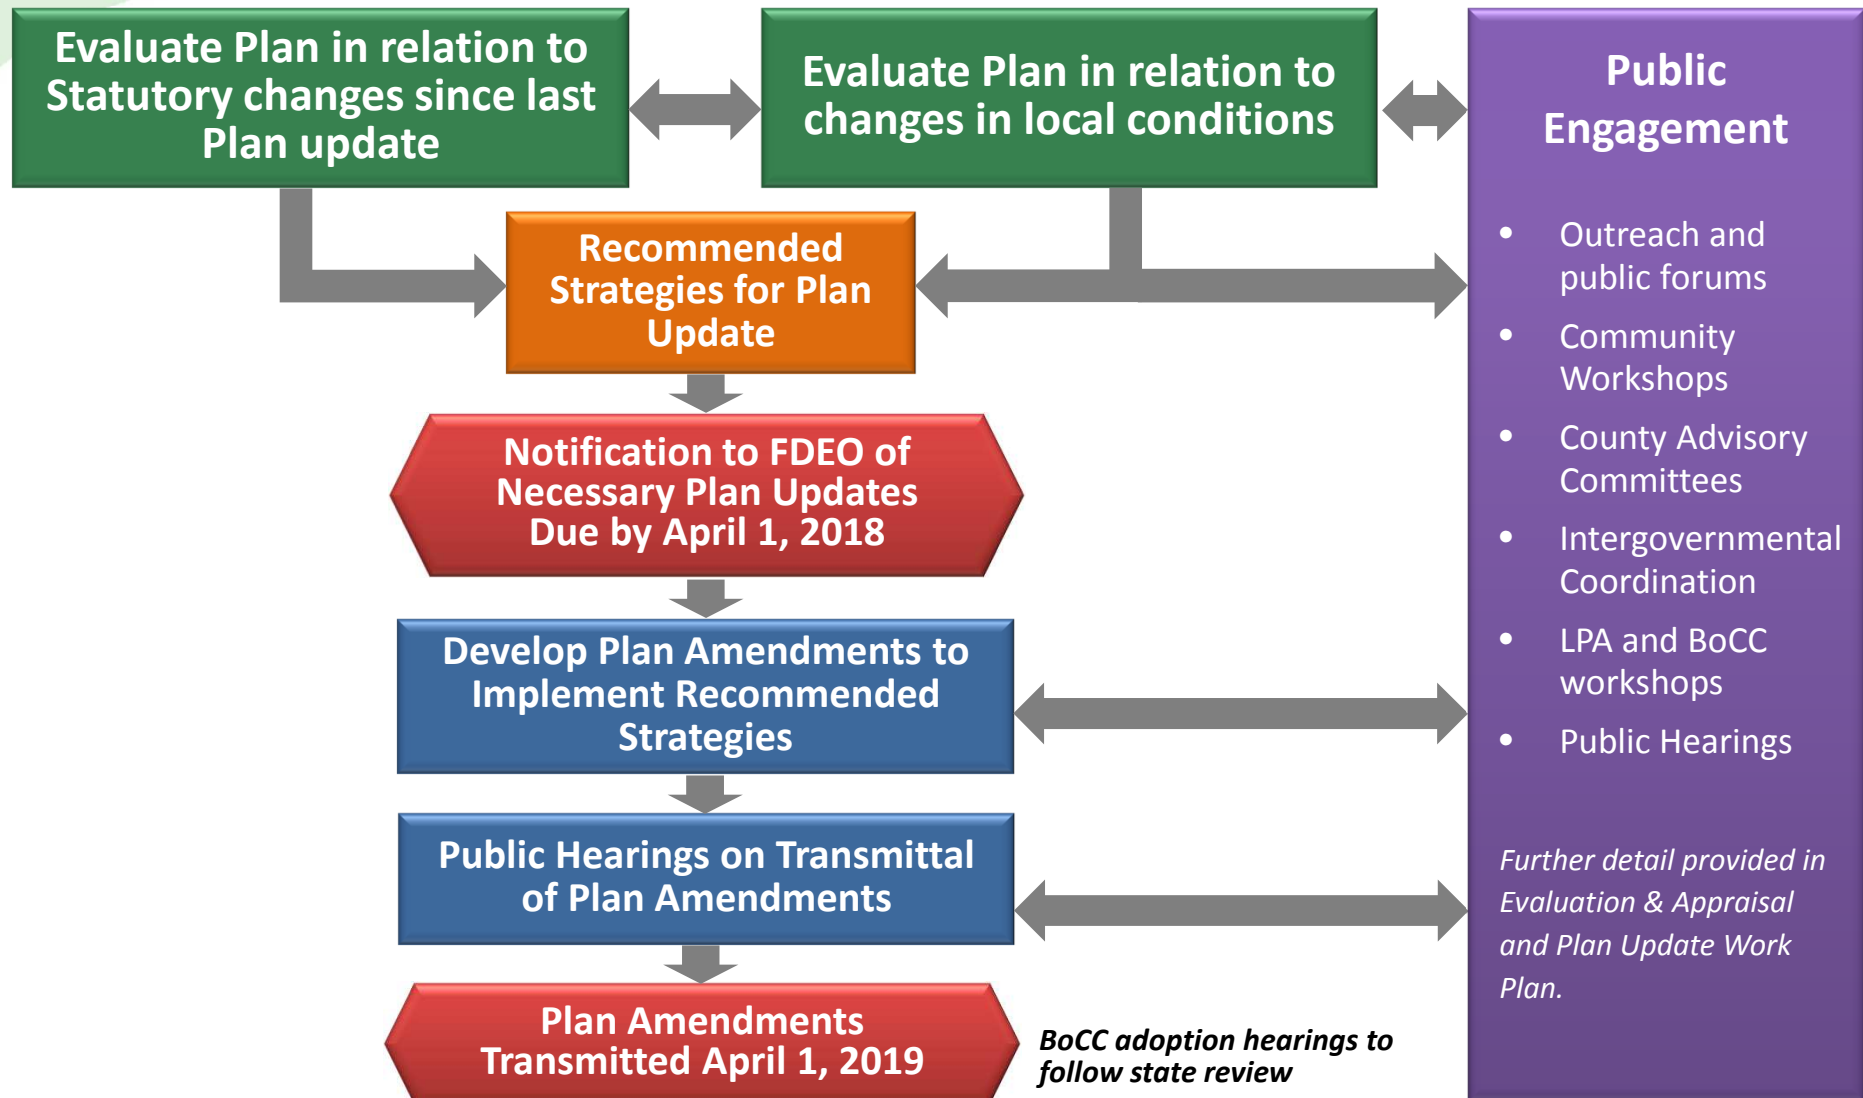 Evaluate Plan in relation to
Statutory changes since last
Plan update
Evaluate Plan in relation to
changes in local conditions
Recommended
Strategies for Plan
Update
Notification to FDEO of
Necessary Plan Updates
Due by April 1, 2018
Develop Plan Amendments to
Implement Recommended
Strategies
Public Hearings on Transmittal
of Plan Amendments
Plan Amendments
Transmitted April 1, 2019
BoCC adoption hearings to
follow state review
Public
Engagement
• Outreach and
public forums
• Community
Workshops
• County Advisory
Committees
• Intergovernmental
Coordination
• LPA and BoCC
workshops
• Public Hearings
Further detail provided in
Evaluation & Appraisal
and Plan Update Work
Plan.